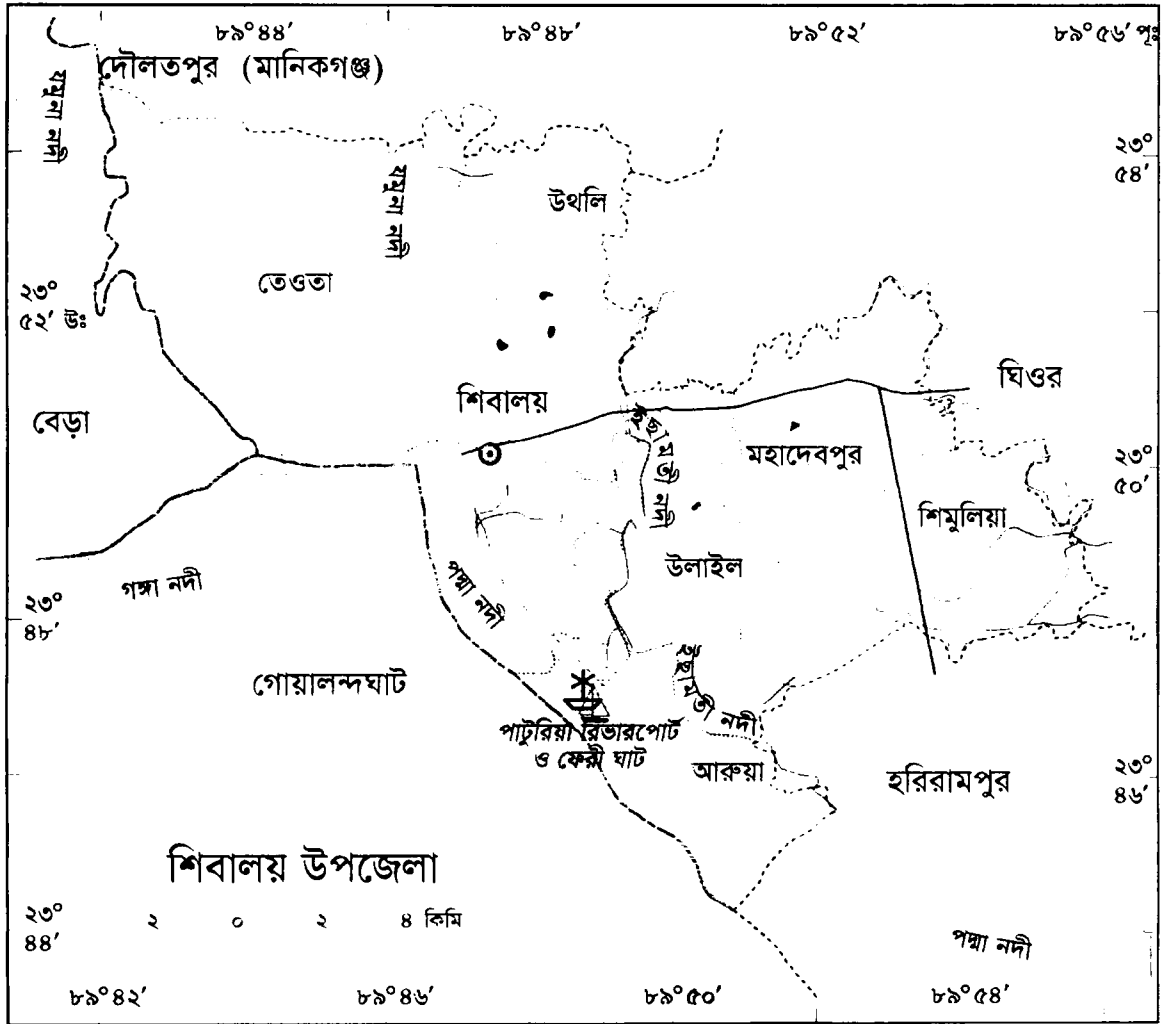 ৮৯°৪৪′ ৮৯°৪৮′ ৮৯°৫২′ ৮৯°৫৬′ পূঃ
দৌলতপুর (মানিকগঞ্জ)
যমুনা নদী
২৩°
৫৪′
যমুনা নদী
উথলি
তেওতা
২৩°
৫২′ উঃ
ঘিওর
শিবালয়
বেড়া
ইছামতী নদী
মহাদেবপুর
২৩°
৫০′
শিমুলিয়া
উলাইল
গঙ্গা নদী
পদ্মা নদী
২৩°
৪৮′
গোয়ালন্দঘাট
ইছামতী নদী
পাটুরিয়া রিভারপোর্ট
ও ফেরী ঘাট
আরুয়া
হরিরামপুর
২৩°
৪৬′
শিবালয় উপজেলা
২৩°
৪৪′
২ ০ ২ ৪ কিমি
পদ্মা নদী
৮৯°৪২′ ৮৯°৪৬′ ৮৯°৫০′ ৮৯°৫৪′